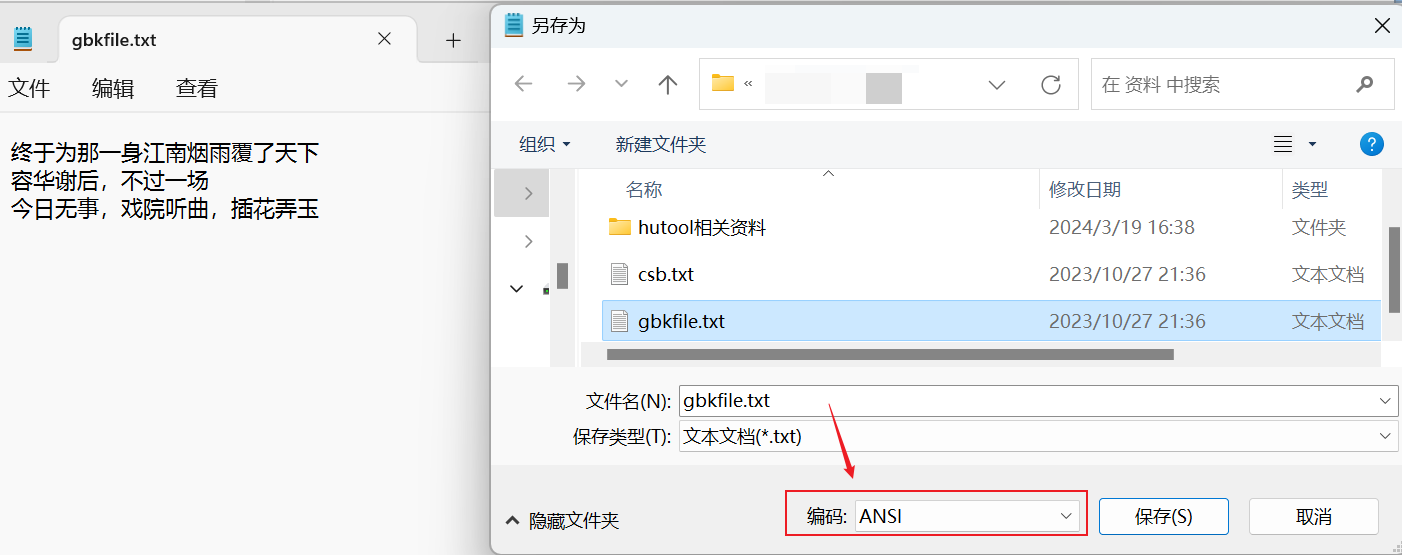 gbkfile.txt
文件 编辑 查看
终于为那一身江南烟雨覆了天下
容华谢后，不过一场
今日无事，戏院听曲，插花弄玉
另存为
«
在 资料 中搜索
组织 新建文件夹
?
名称 修改日期 类型
hutool相关资料 2024/3/19 16:38 文件夹
csb.txt 2023/10/27 21:36 文本文档
gbkfile.txt 2023/10/27 21:36 文本文档
文件名(N): gbkfile.txt
保存类型(T): 文本文档(*.txt)
隐藏文件夹 编码: ANSI 保存(S) 取消